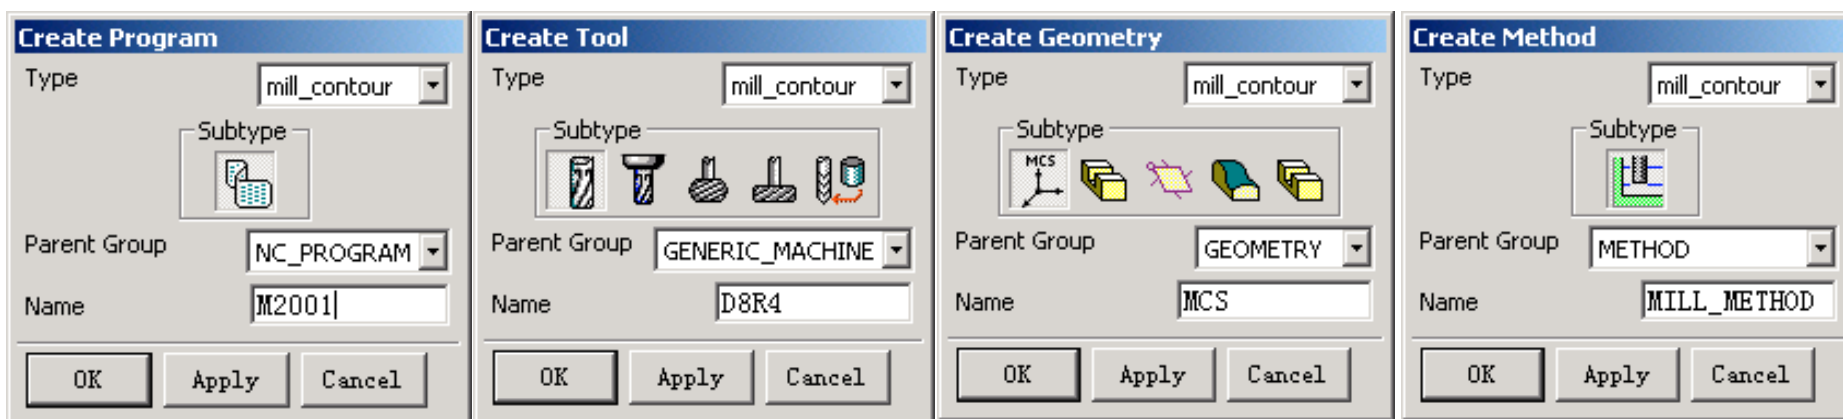 Create Program
Type
mill_contour
Subtype
Parent Group
NC_PROGRAM
Name
M2001
OK Apply Cancel
Create Tool
Type
mill_contour
Subtype
Parent Group
GENERIC_MACHINE
Name
D8R4
OK Apply Cancel
Create Geometry
Type
mill_contour
Subtype
MCS
Parent Group
GEOMETRY
Name
MCS
OK Apply Cancel
Create Method
Type
mill_contour
Subtype
Parent Group
METHOD
Name
MILL_METHOD
OK Apply Cancel